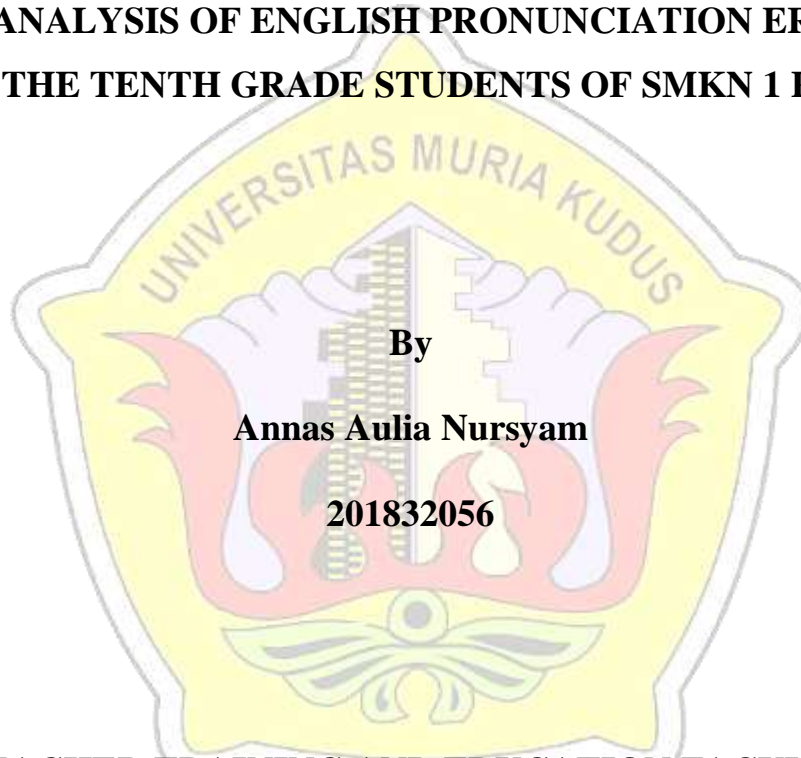 ANALYSIS OF ENGLISH PRONUNCIATION
THE TENTH GRADE STUDENTS OF SMKN 1
UNIVERSITAS MURIA KUDUS
By
Annas Aulia Nursyam
201832056